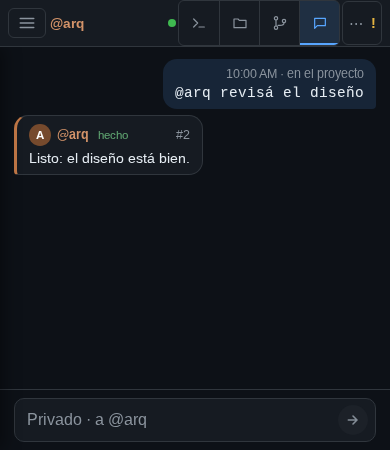 @arq
... !
10:00 AM · en el proyecto
@arq revisá el diseño
A @arq hecho #2
Listo: el diseño está bien.
Privado · a @arq